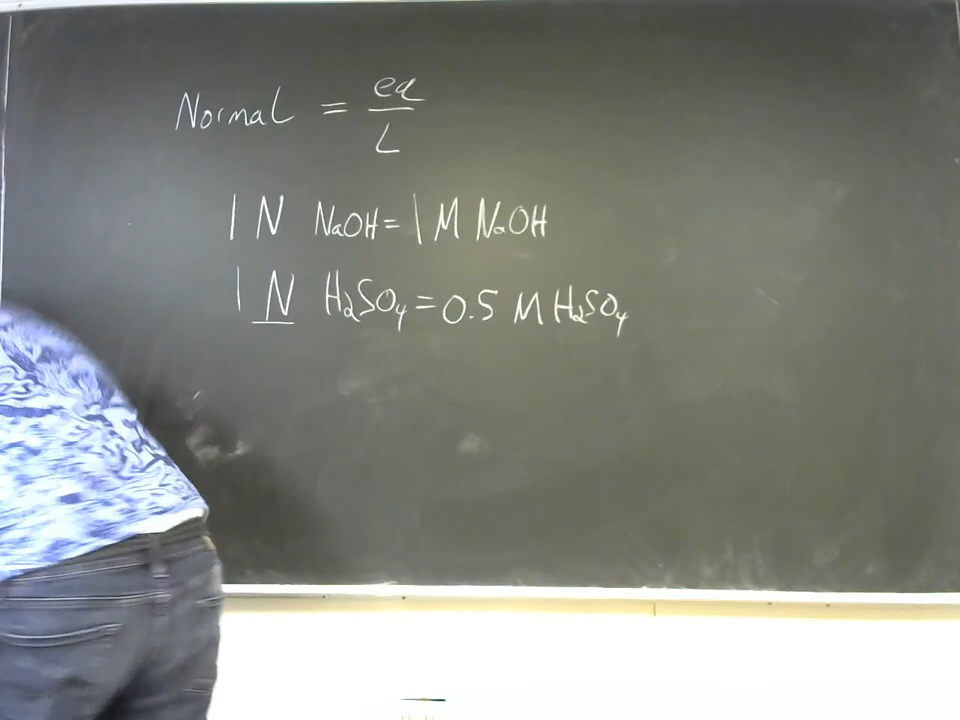 Normal = eq/L
1 N NaOH = 1 M NaOH
1 N H₂SO₄ = 0.5 M H₂SO₄